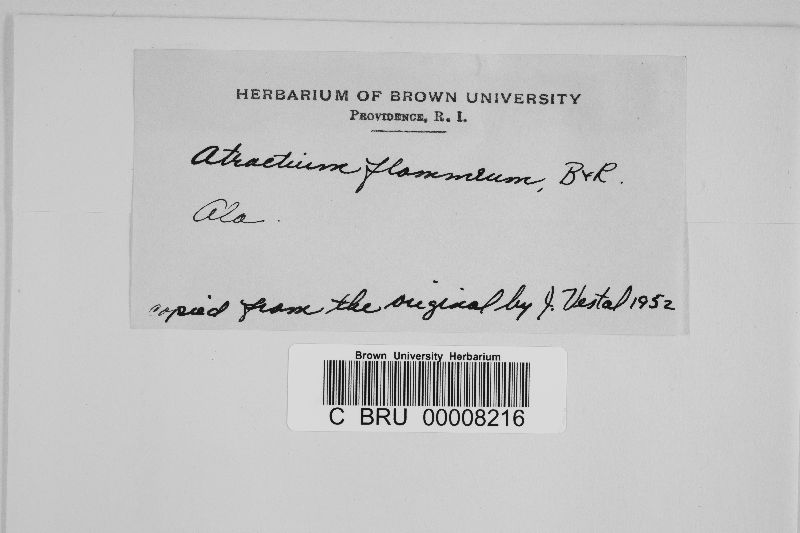 HERBARIUM OF BROWN UNIVERSITY
PROVIDENCE, R. I.
Atractium flammeum, B & R.
Ala.
copied from the original by J. Vestal 1952
Brown University Herbarium
C BRU 00008216